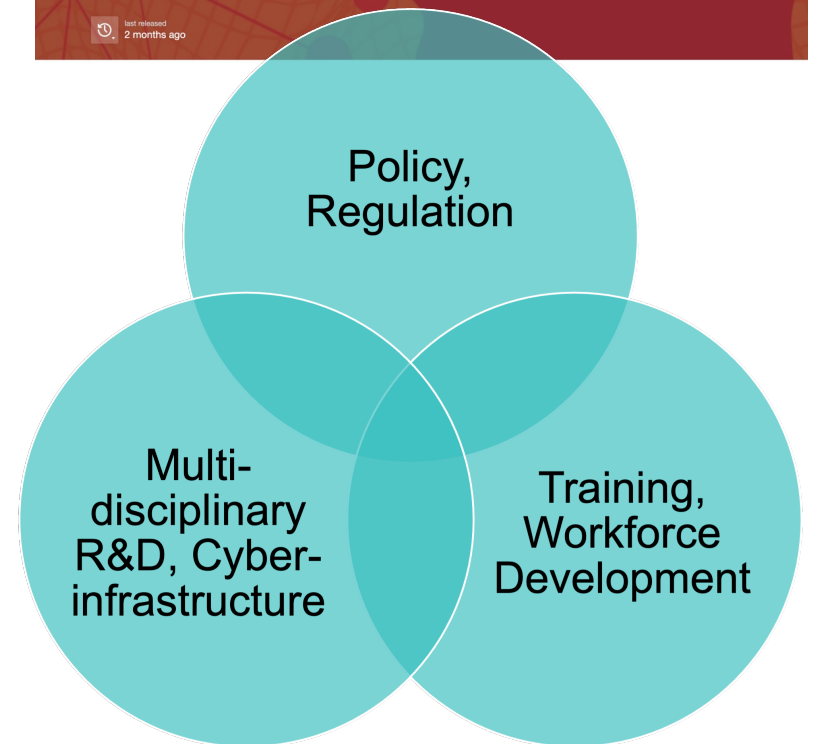 last released
2 months ago
Policy,
Regulation
Multi-
disciplinary
R&D, Cyber-
infrastructure
Training,
Workforce
Development